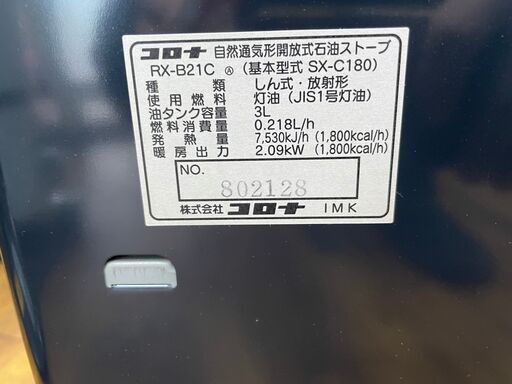 コロナ 自然通気形開放式石油ストーブ
RX-B21C Ⓐ (基本型式 SX-C180)
種類 しん式・放射形
使用燃料 灯油 (JIS1号灯油)
油タンク容量 3L
燃料消費量 0.218L/h
発熱量 7,530kJ/h (1,800kcal/h)
暖房出力 2.09kW (1,800kcal/h)
NO.
802128
株式会社 コロナ IMK